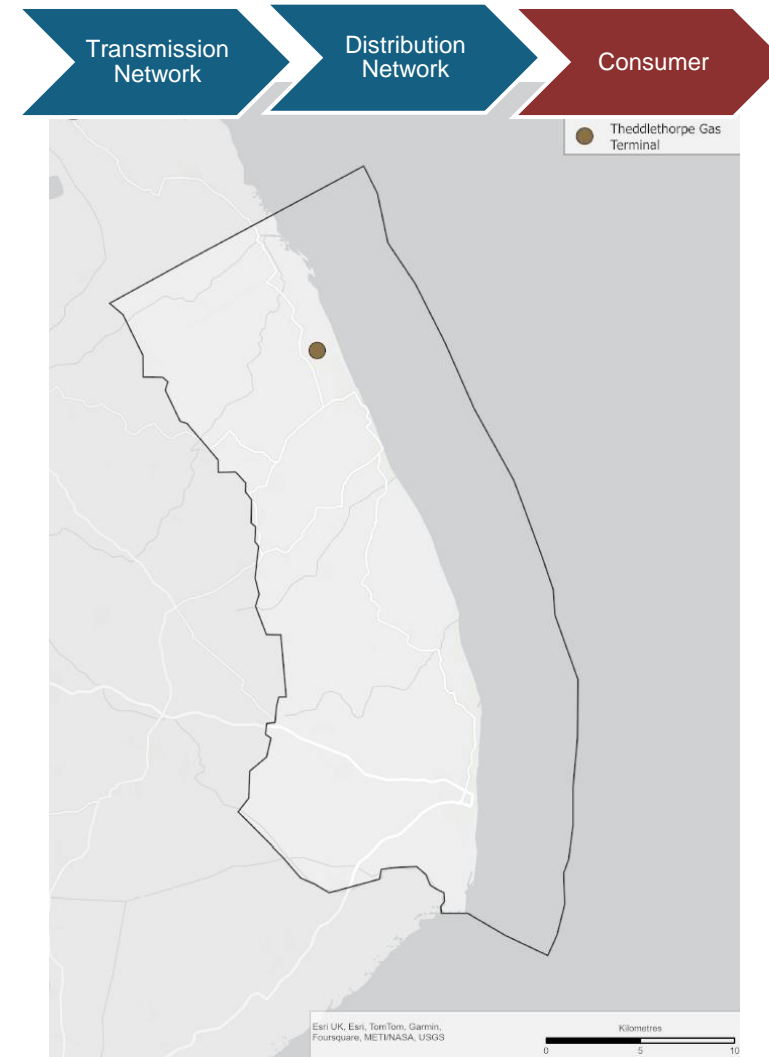 Transmission
Network
Distribution
Network
Consumer
Theddlethorpe Gas
Terminal
Esri UK, Esri, TomTom, Garmin,
Foursquare, METI/NASA, USGS
Kilometres
0 5 10